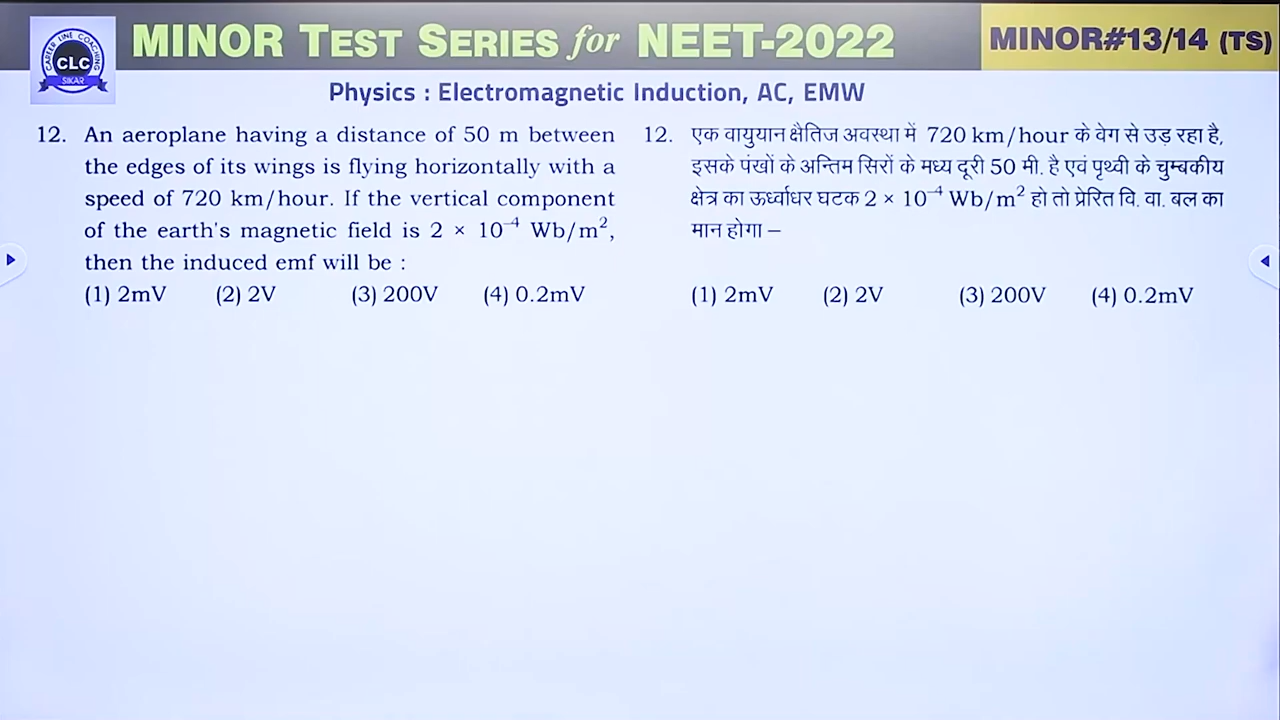 CAREER LINE COACHING
CLC
SIKAR
MINOR TEST SERIES for NEET-2022
MINOR#13/14 (TS)
Physics : Electromagnetic Induction, AC, EMW
12. An aeroplane having a distance of 50 m between
the edges of its wings is flying horizontally with a
speed of 720 km/hour. If the vertical component
of the earth's magnetic field is 2 × 10⁻⁴ Wb/m²,
then the induced emf will be :
(1) 2mV (2) 2V (3) 200V (4) 0.2mV
12. एक वायुयान क्षैतिज अवस्था में 720 km/hour के वेग से उड़ रहा है,
इसके पंखों के अन्तिम सिरों के मध्य दूरी 50 मी. है एवं पृथ्वी के चुम्बकीय
क्षेत्र का ऊर्ध्वाधर घटक 2 × 10⁻⁴ Wb/m² हो तो प्रेरित वि. वा. बल का
मान होगा –
(1) 2mV (2) 2V (3) 200V (4) 0.2mV